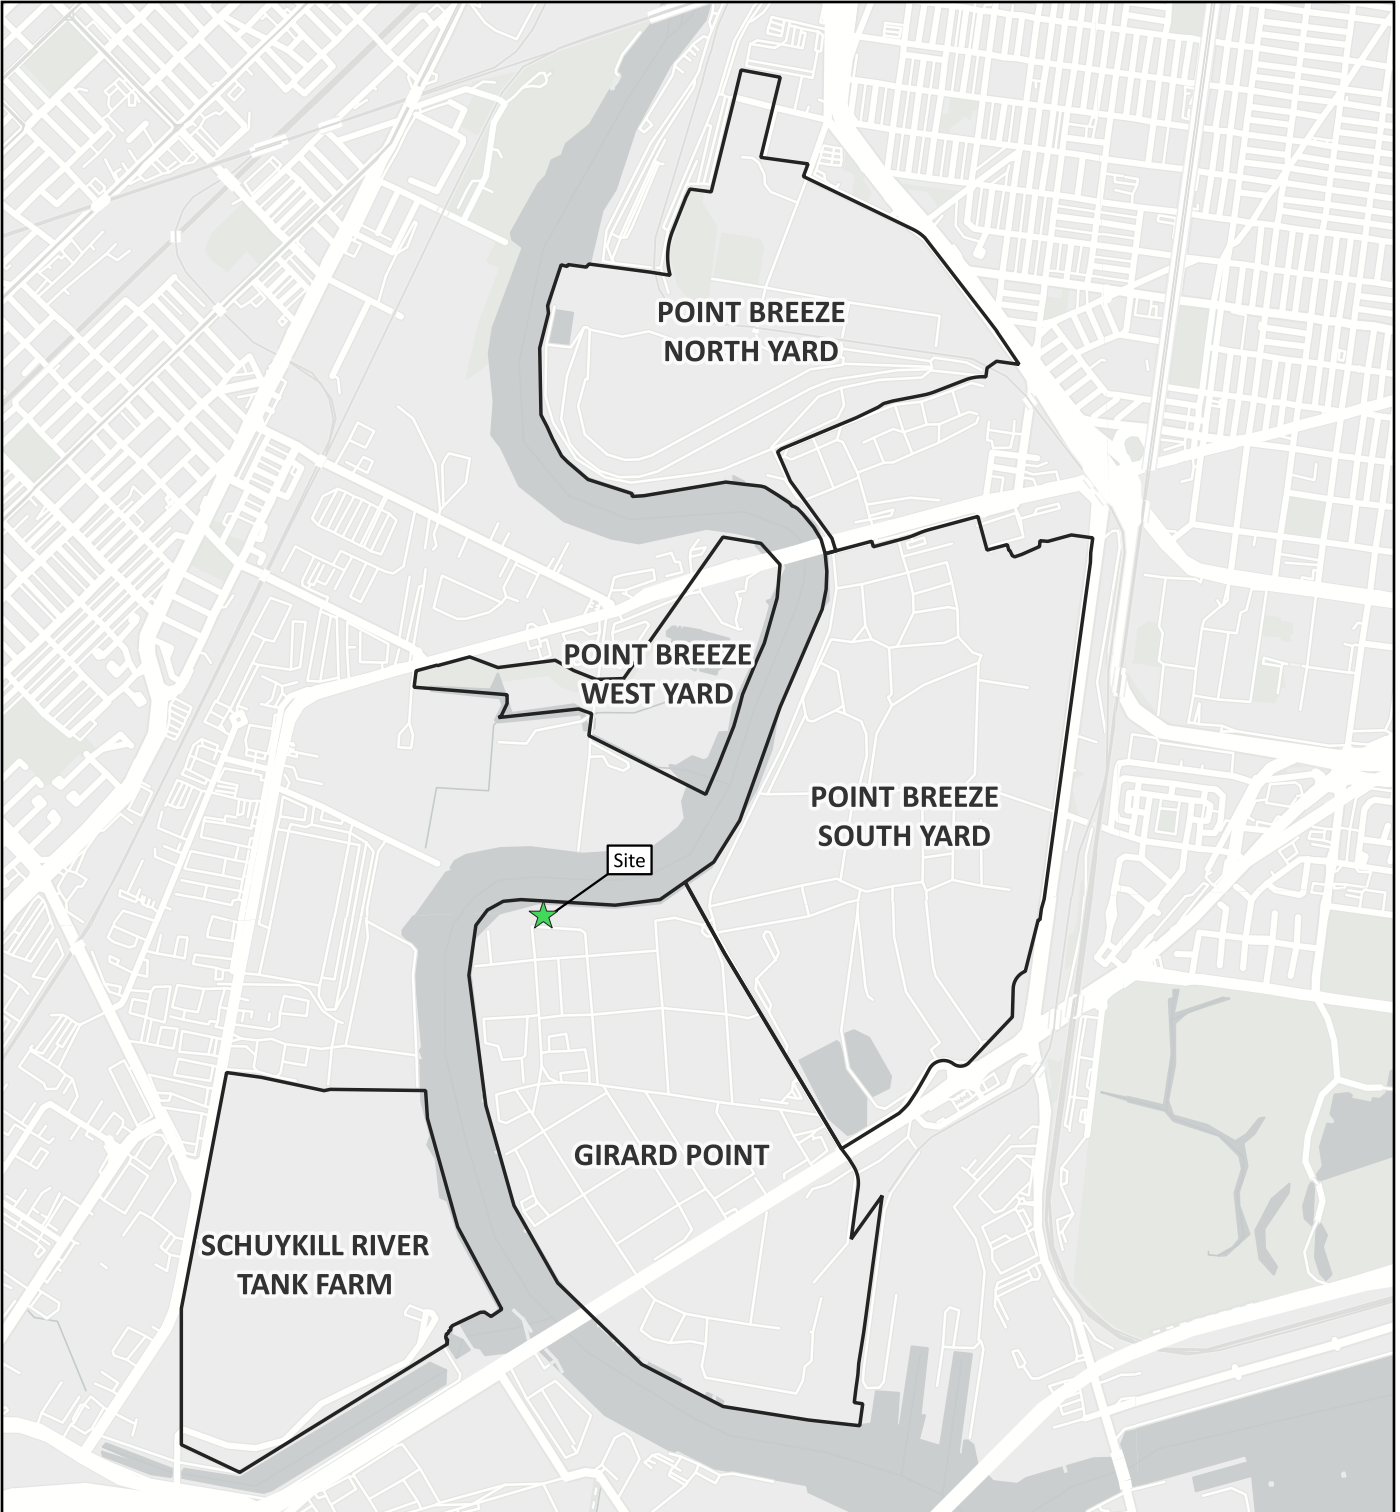 POINT BREEZE
NORTH YARD
POINT BREEZE
WEST YARD
POINT BREEZE
SOUTH YARD
Site
GIRARD POINT
SCHUYKILL RIVER
TANK FARM